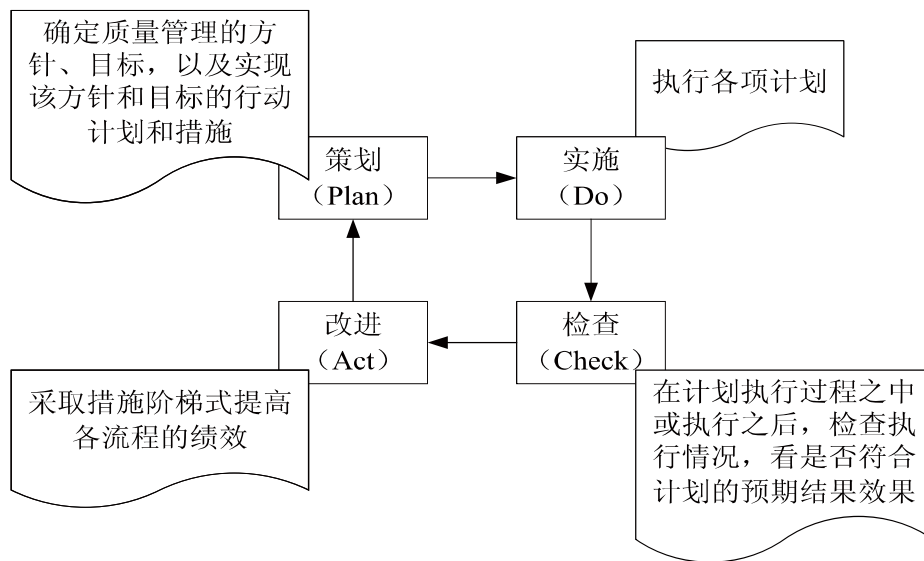 确定质量管理的方
针、目标，以及实现
该方针和目标的行动
计划和措施
执行各项计划
策划
（Plan）
实施
（Do）
改进
（Act）
检查
（Check）
采取措施阶梯式提高
各流程的绩效
在计划执行过程之中
或执行之后，检查执
行情况，看是否符合
计划的预期结果效果